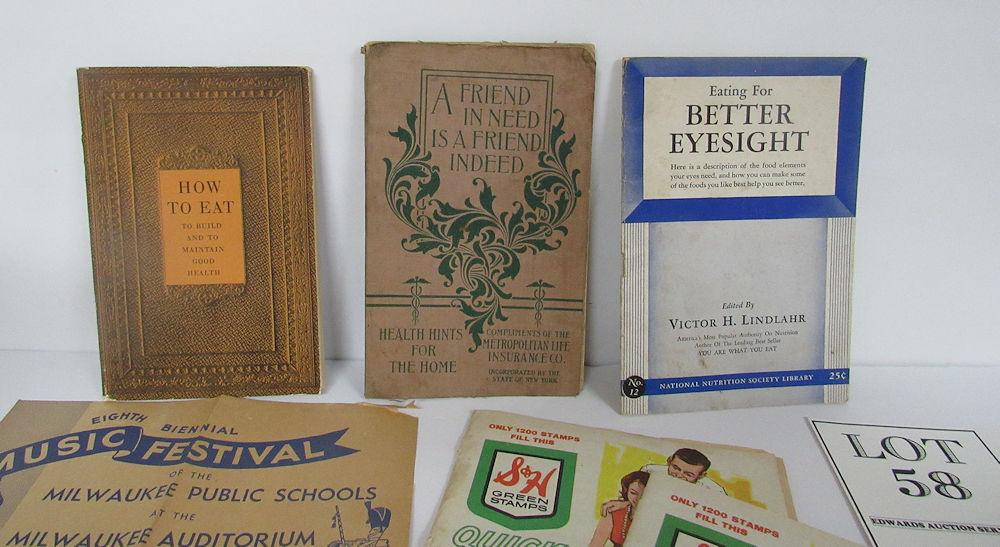 HOW
TO EAT
TO BUILD
AND TO
MAINTAIN
GOOD
HEALTH
A FRIEND
IN NEED
IS A FRIEND
INDEED
HEALTH HINTS
FOR
THE HOME
COMPLIMENTS OF THE
METROPOLITAN LIFE
INSURANCE CO.
INCORPORATED BY THE
STATE OF NEW YORK
Eating For
BETTER
EYESIGHT
Here is a description of the food elements
your eyes need, and how you can make some
of the foods you like best help you see better.
Edited By
VICTOR H. LINDLAHR
America's Most Popular Authority On Nutrition
Author Of The Leading Best Seller
YOU ARE WHAT YOU EAT
No.
12
NATIONAL NUTRITION SOCIETY LIBRARY 25¢
EIGHTH BIENNIAL
MUSIC FESTIVAL
OF THE
MILWAUKEE PUBLIC SCHOOLS
AT THE
MILWAUKEE AUDITORIUM
ONLY 1200 STAMPS
FILL THIS
S&H
GREEN
STAMPS
QUICK
ONLY 1200 STAMPS
FILL THIS
LOT
58
EDWARDS AUCTION SER